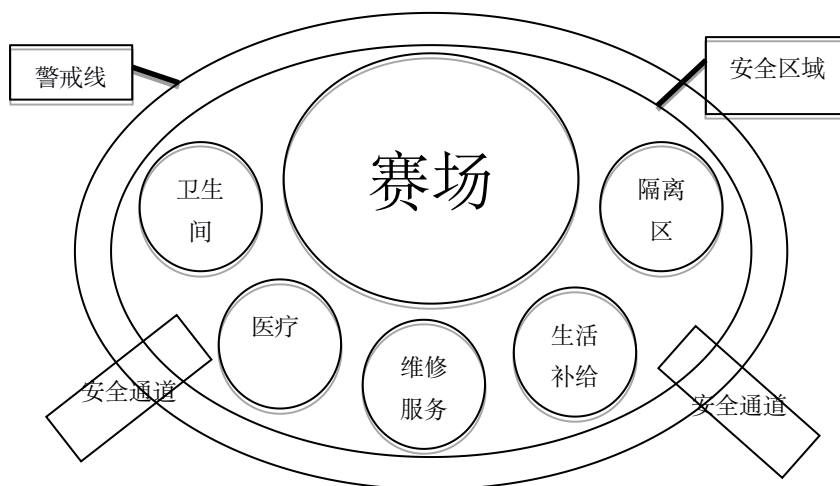 警戒线
安全区域
赛场
卫生
间
隔离
区
医疗
维修
服务
生活
补给
安全通道
安全通道